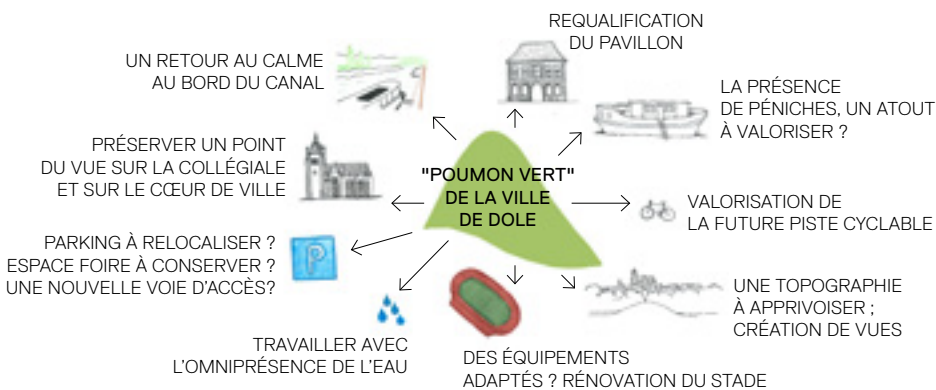 REQUALIFICATION
DU PAVILLON
UN RETOUR AU CALME
AU BORD DU CANAL
LA PRÉSENCE
DE PÉNICHES, UN ATOUT
À VALORISER ?
PRÉSERVER UN POINT
DU VUE SUR LA COLLÉGIALE
ET SUR LE CŒUR DE VILLE
"POUMON VERT"
DE LA VILLE
DE DOLE
VALORISATION DE
LA FUTURE PISTE CYCLABLE
PARKING À RELOCALISER ?
ESPACE FOIRE À CONSERVER ?
UNE NOUVELLE VOIE D'ACCÈS?
P
UNE TOPOGRAPHIE
À APPRIVOISER ;
CRÉATION DE VUES
TRAVAILLER AVEC
L'OMNIPRÉSENCE DE L'EAU
DES ÉQUIPEMENTS
ADAPTÉS ? RÉNOVATION DU STADE